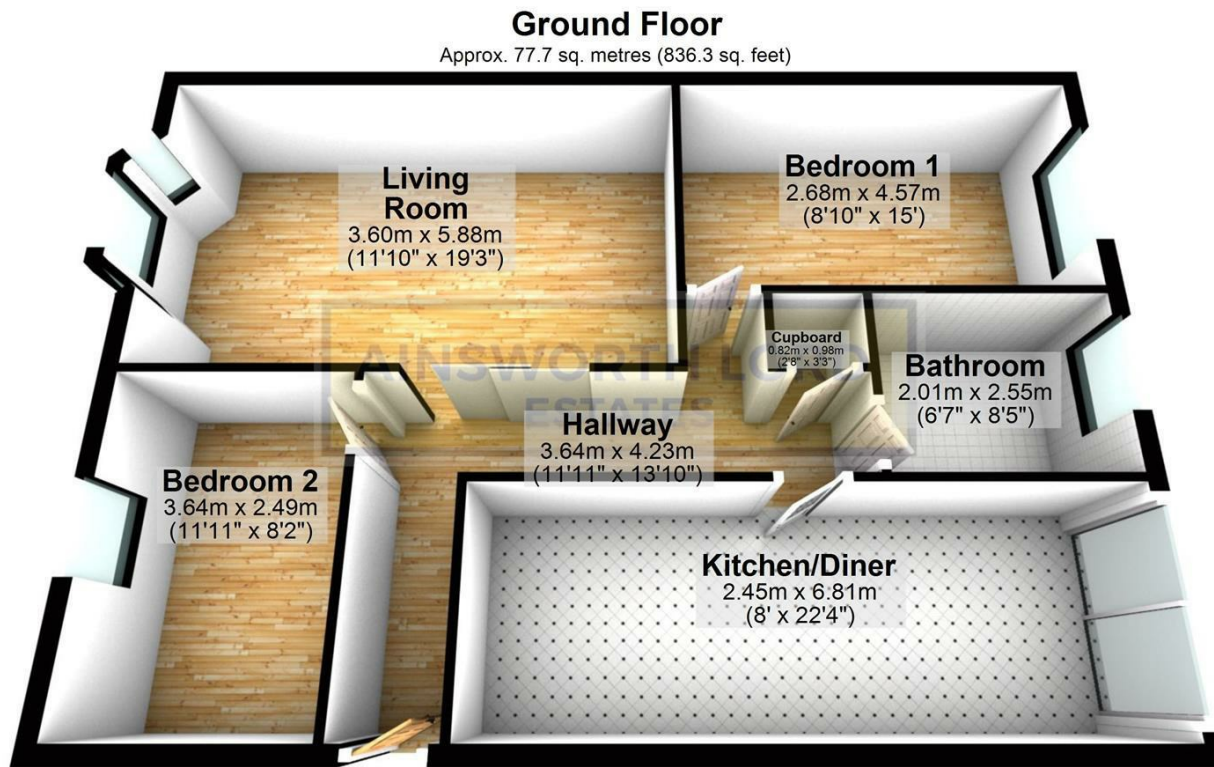 Ground Floor
Approx. 77.7 sq. metres (836.3 sq. feet)
Living
Room
3.60m x 5.88m
(11'10" x 19'3")
Bedroom 1
2.68m x 4.57m
(8'10" x 15')
Cupboard
0.82m x 0.98m
(2'8" x 3'3")
Bathroom
2.01m x 2.55m
(6'7" x 8'5")
AINSWORTH LORD
ESTATES
Hallway
3.64m x 4.23m
(11'11" x 13'10")
Bedroom 2
3.64m x 2.49m
(11'11" x 8'2")
Kitchen/Diner
2.45m x 6.81m
(8' x 22'4")